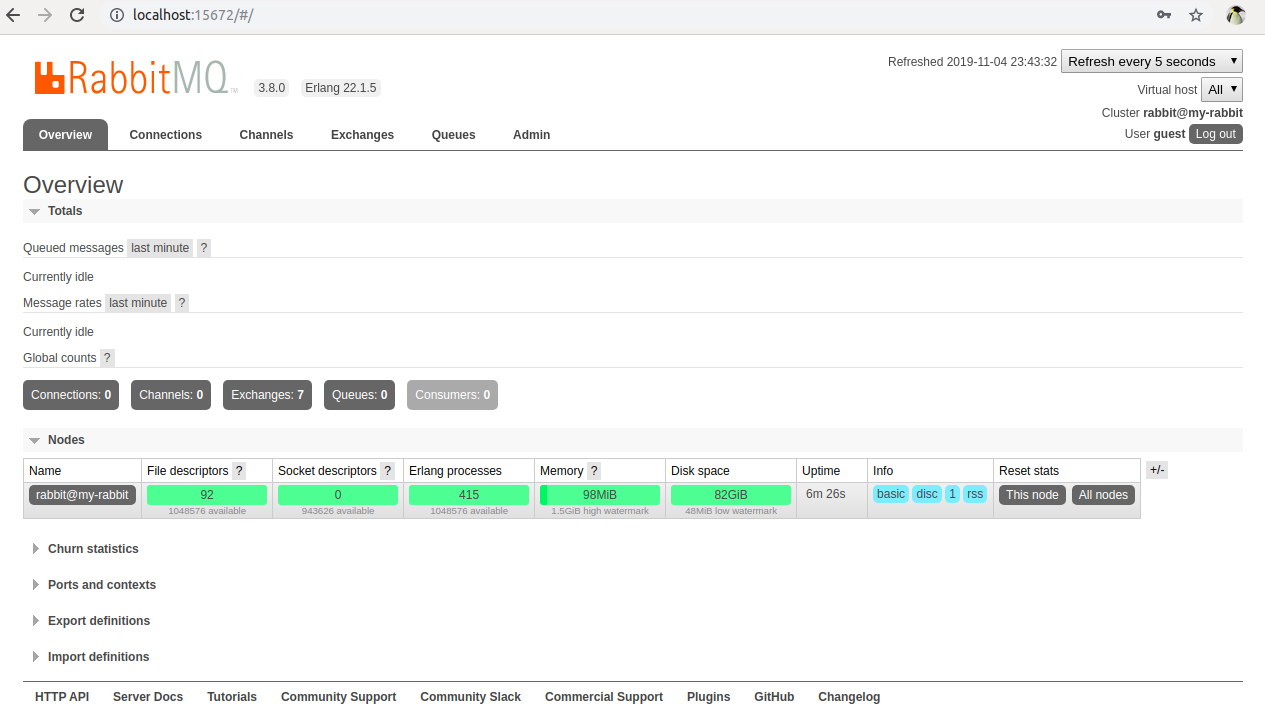 localhost:15672/#/
RabbitMQ TM 3.8.0 Erlang 22.1.5
Refreshed 2019-11-04 23:43:32 Refresh every 5 seconds
Virtual host All
Cluster rabbit@my-rabbit
User guest Log out
Overview Connections Channels Exchanges Queues Admin
Overview
Totals
Queued messages last minute ?
Currently idle
Message rates last minute ?
Currently idle
Global counts ?
Connections: 0 Channels: 0 Exchanges: 7 Queues: 0 Consumers: 0
Nodes
Name File descriptors ? Socket descriptors ? Erlang processes Memory ? Disk space Uptime Info Reset stats +/-
rabbit@my-rabbit 92 0 415 98MiB 82GiB 6m 26s basic disc 1 rss This node All nodes
1048576 available 943626 available 1048576 available 1.5GiB high watermark 48MiB low watermark
Churn statistics
Ports and contexts
Export definitions
Import definitions
HTTP API Server Docs Tutorials Community Support Community Slack Commercial Support Plugins GitHub Changelog